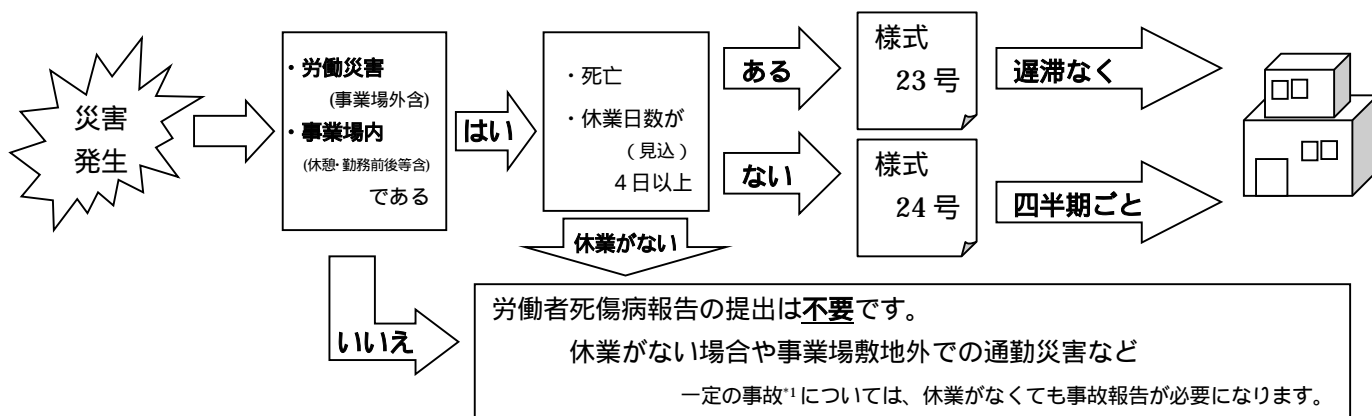 災害
発生
・労働災害
(事業場外含)
・事業場内
(休憩・勤務前後等含)
である
はい
・死亡
・休業日数が
（見込）
４日以上
ある
様式
23 号
遅滞なく
ない
様式
24 号
四半期ごと
休業がない
いいえ
労働者死傷病報告の提出は不要です。
休業がない場合や事業場敷地外での通勤災害など
一定の事故*1については、休業がなくても事故報告が必要になります。